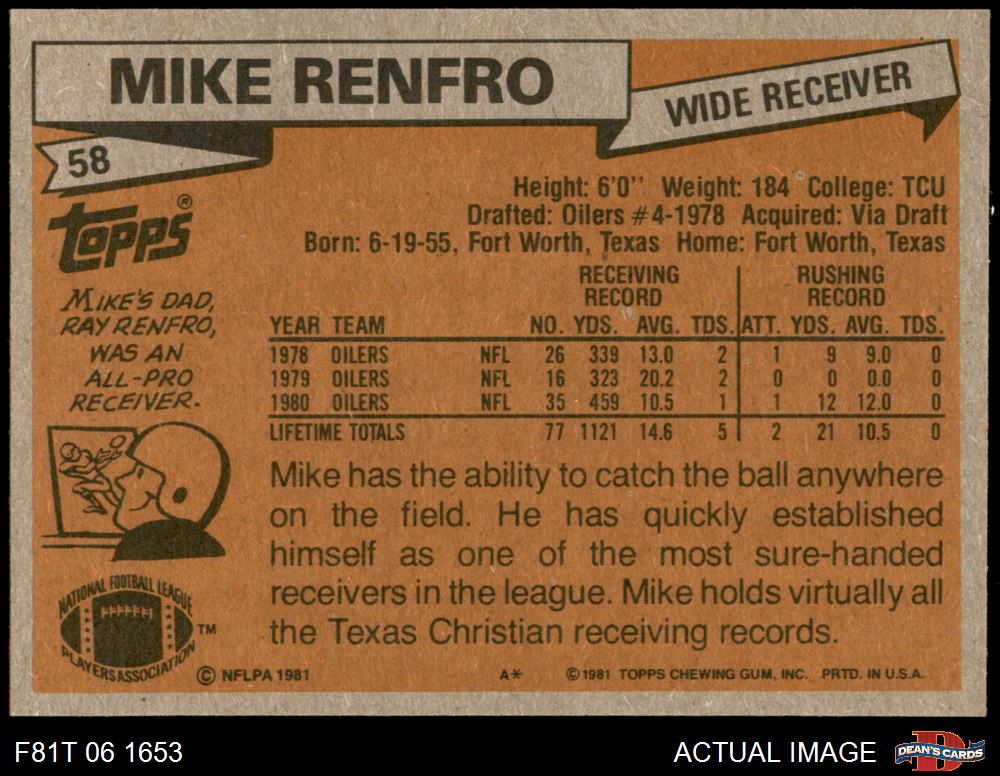 MIKE RENFRO
WIDE RECEIVER
58
Topps®
Height: 6'0'' Weight: 184 College: TCU
Drafted: Oilers #4-1978 Acquired: Via Draft
Born: 6-19-55, Fort Worth, Texas Home: Fort Worth, Texas
MIKE'S DAD,
RAY RENFRO,
WAS AN
ALL-PRO
RECEIVER.
RECEIVING RUSHING
RECORD RECORD
YEAR TEAM NO. YDS. AVG. TDS. ATT. YDS. AVG. TDS.
1978 OILERS NFL 26 339 13.0 2 1 9 9.0 0
1979 OILERS NFL 16 323 20.2 2 0 0 0.0 0
1980 OILERS NFL 35 459 10.5 1 1 12 12.0 0
LIFETIME TOTALS 77 1121 14.6 5 2 21 10.5 0
Mike has the ability to catch the ball anywhere
on the field. He has quickly established
himself as one of the most sure-handed
receivers in the league. Mike holds virtually all
the Texas Christian receiving records.
NATIONAL FOOTBALL LEAGUE
PLAYERS ASSOCIATION
TM
© NFLPA 1981 A* © 1981 TOPPS CHEWING GUM, INC. PRTD. IN U.S.A.
F81T 06 1653 ACTUAL IMAGE
D
DEAN'S CARDS